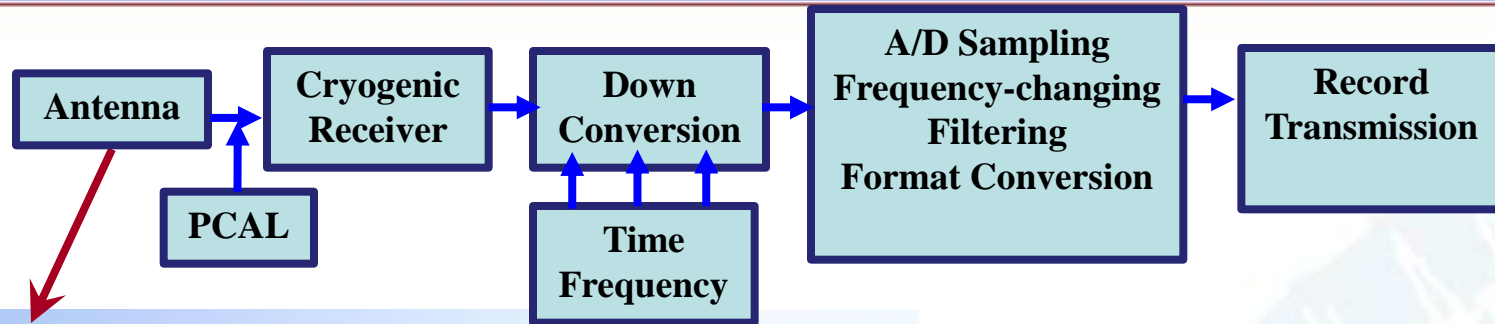 Antenna
PCAL
Cryogenic
Receiver
Down
Conversion
Time
Frequency
A/D Sampling
Frequency-changing
Filtering
Format Conversion
Record
Transmission